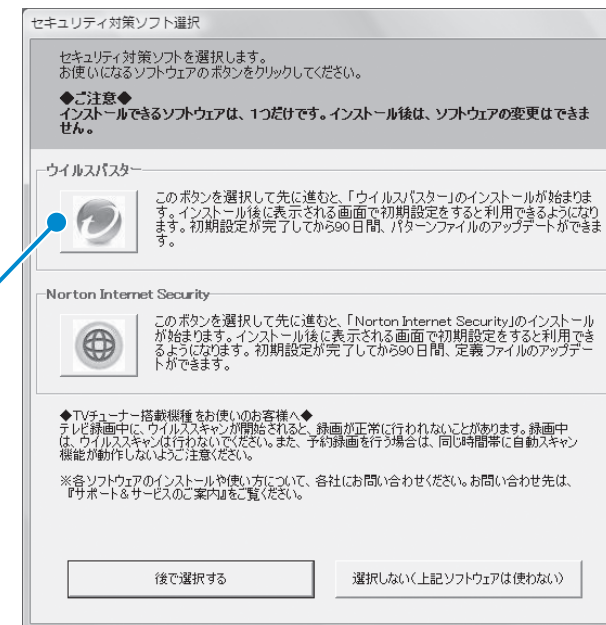 セキュリティ対策ソフト選択
セキュリティ対策ソフトを選択します。
お使いになるソフトウェアのボタンをクリックしてください。
◆ご注意◆
インストールできるソフトウェアは、1つだけです。インストール後は、ソフトウェアの変更はできま
せん。
ウイルスバスター
このボタンを選択して先に進むと、「ウイルスバスター」のインストールが始まりま
す。インストール後に表示される画面で初期設定をすると利用できるようになり
ます。初期設定が完了してから90日間、パターンファイルのアップデートができま
す。
Norton Internet Security
このボタンを選択して先に進むと、「Norton Internet Security」のインストール
が始まります。インストール後に表示される画面で初期設定をすると利用でき
るようになります。初期設定が完了してから90日間、定義ファイルのアップデー
トができます。
◆TVチューナー搭載機種をお使いのお客様へ◆
テレビ録画中に、ウイルススキャンが開始されると、録画が正常に行われないことがあります。録画中
は、ウイルススキャンは行わないでください。また、予約録画を行う場合は、同じ時間帯に自動スキャン
機能が動作しないようご注意ください。
※各ソフトウェアのインストールや使い方について、各社にお問い合わせください。お問い合わせ先は、
『サポート&サービスのご案内』をご覧ください。
後で選択する
選択しない(上記ソフトウェアは使わない)